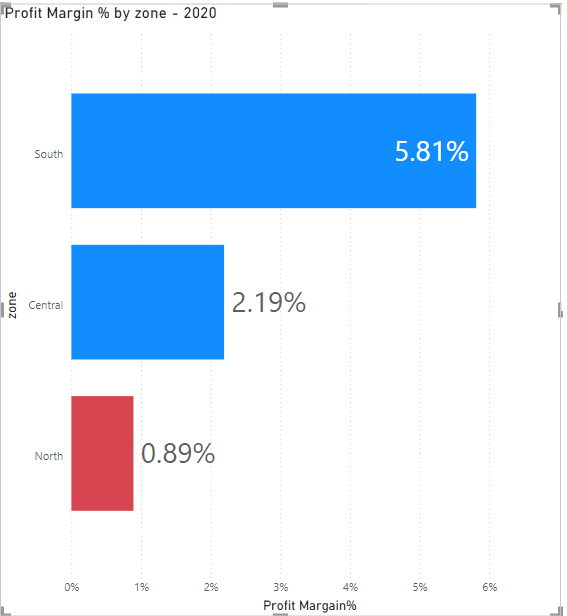 Profit Margin % by zone - 2020
South
5.81%
zone
Central
2.19%
North
0.89%
0% 1% 2% 3% 4% 5% 6%
Profit Margain%